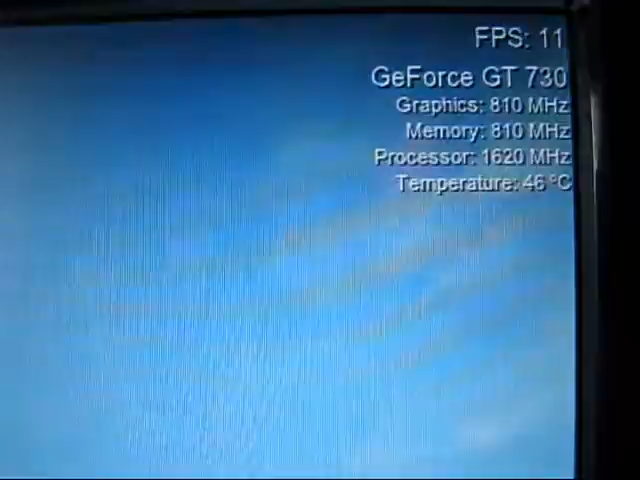 FPS: 11
GeForce GT 730
Graphics: 810 MHz
Memory: 810 MHz
Processor: 1620 MHz
Temperature: 46 °C